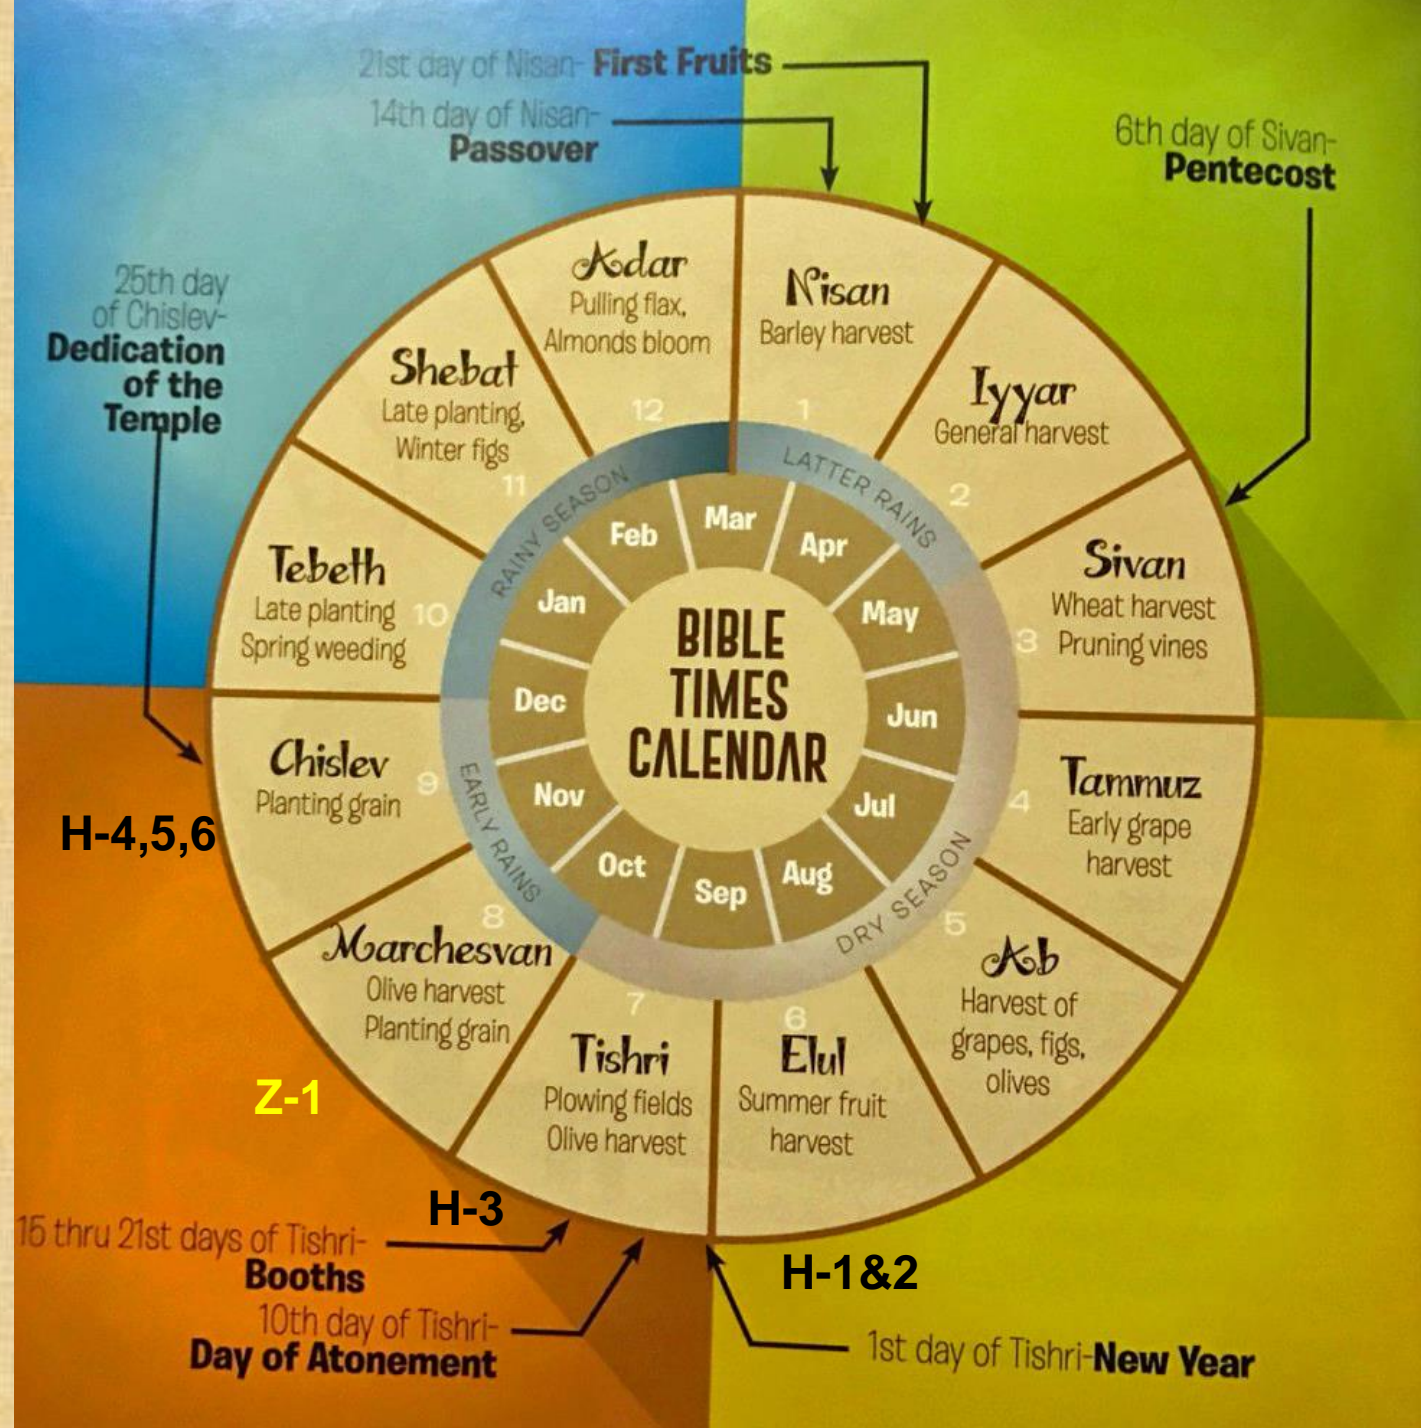 21st day of Nisan- First Fruits
14th day of Nisan-
Passover
6th day of Sivan-
Pentecost
25th day
of Chislev-
Dedication
of the
Temple
Adar
Pulling flax,
Almonds bloom
12
Nisan
Barley harvest
1
Iyyar
General harvest
2
Sivan
Wheat harvest
Pruning vines
3
Tammuz
Early grape
harvest
4
Ab
Harvest of
grapes, figs,
olives
5
Elul
Summer fruit
harvest
6
Tishri
Plowing fields
Olive harvest
7
Marchesvan
Olive harvest
Planting grain
8
Chislev
Planting grain
9
Tebeth
Late planting
Spring weeding
10
Shebat
Late planting,
Winter figs
11
RAINY SEASON
LATTER RAINS
DRY SEASON
EARLY RAINS
Jan
Feb
Mar
Apr
May
Jun
Jul
Aug
Sep
Oct
Nov
Dec
BIBLE
TIMES
CALENDAR
H-4,5,6
Z-1
H-3
H-1&2
15 thru 21st days of Tishri-
Booths
10th day of Tishri-
Day of Atonement
1st day of Tishri-New Year